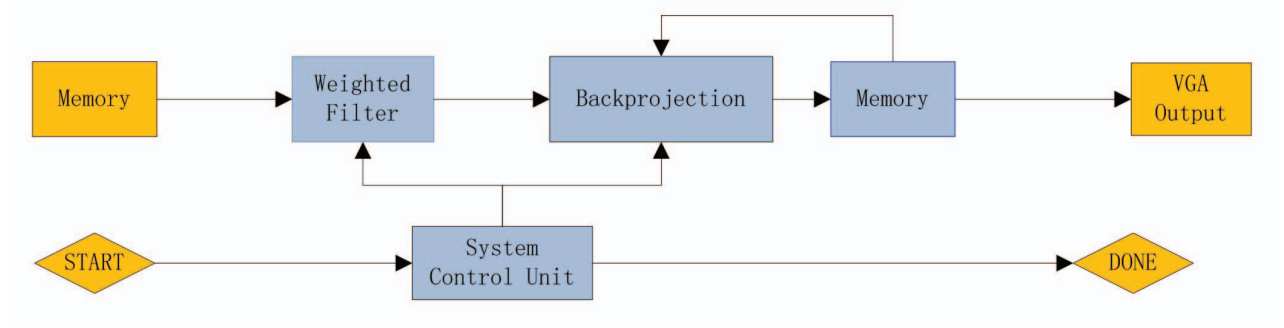 Memory
Weighted
Filter
Backprojection
Memory
VGA
Output
START
System
Control Unit
DONE